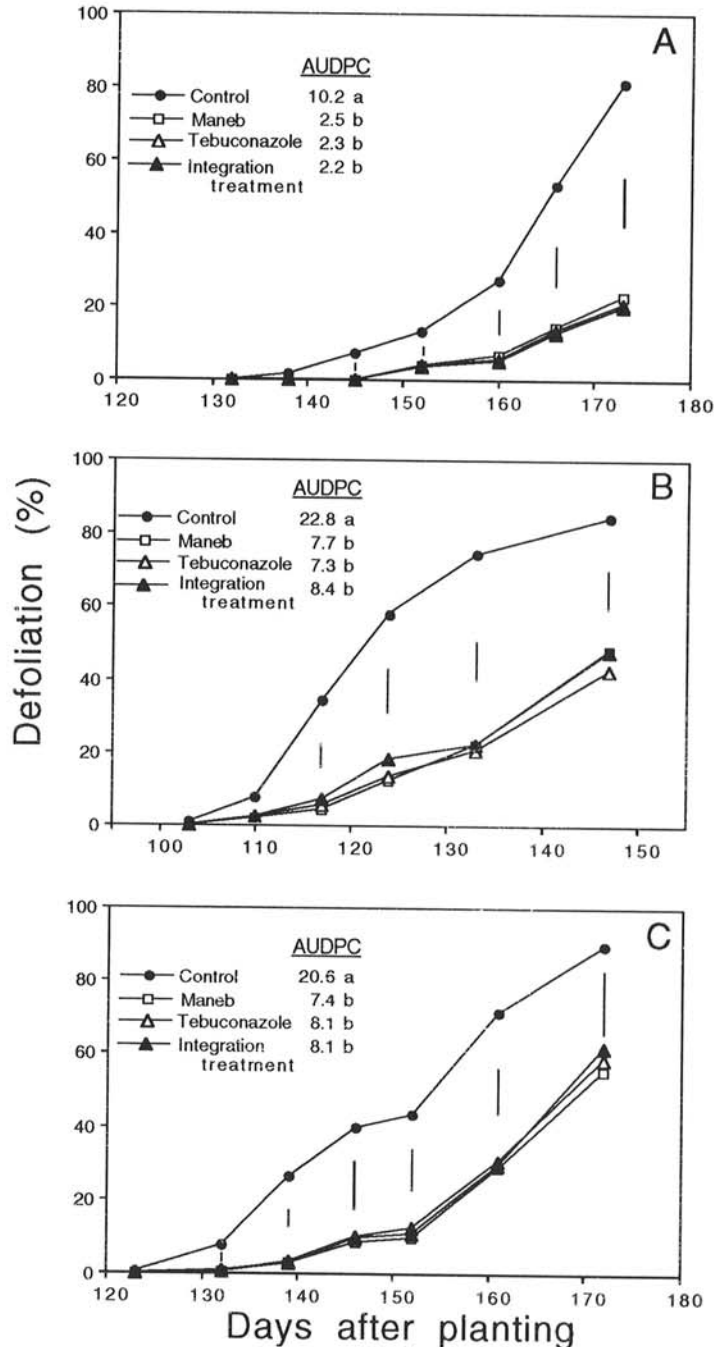 Defoliation (%)
A
100
80
60
40
20
0
AUDPC
Control 10.2 a
Maneb 2.5 b
Tebuconazole 2.3 b
Integration 2.2 b
treatment
120 130 140 150 160 170 180
B
100
80
60
40
20
0
AUDPC
Control 22.8 a
Maneb 7.7 b
Tebuconazole 7.3 b
Integration 8.4 b
treatment
100 110 120 130 140 150
C
100
80
60
40
20
0
AUDPC
Control 20.6 a
Maneb 7.4 b
Tebuconazole 8.1 b
Integration 8.1 b
treatment
120 130 140 150 160 170 180
Days after planting